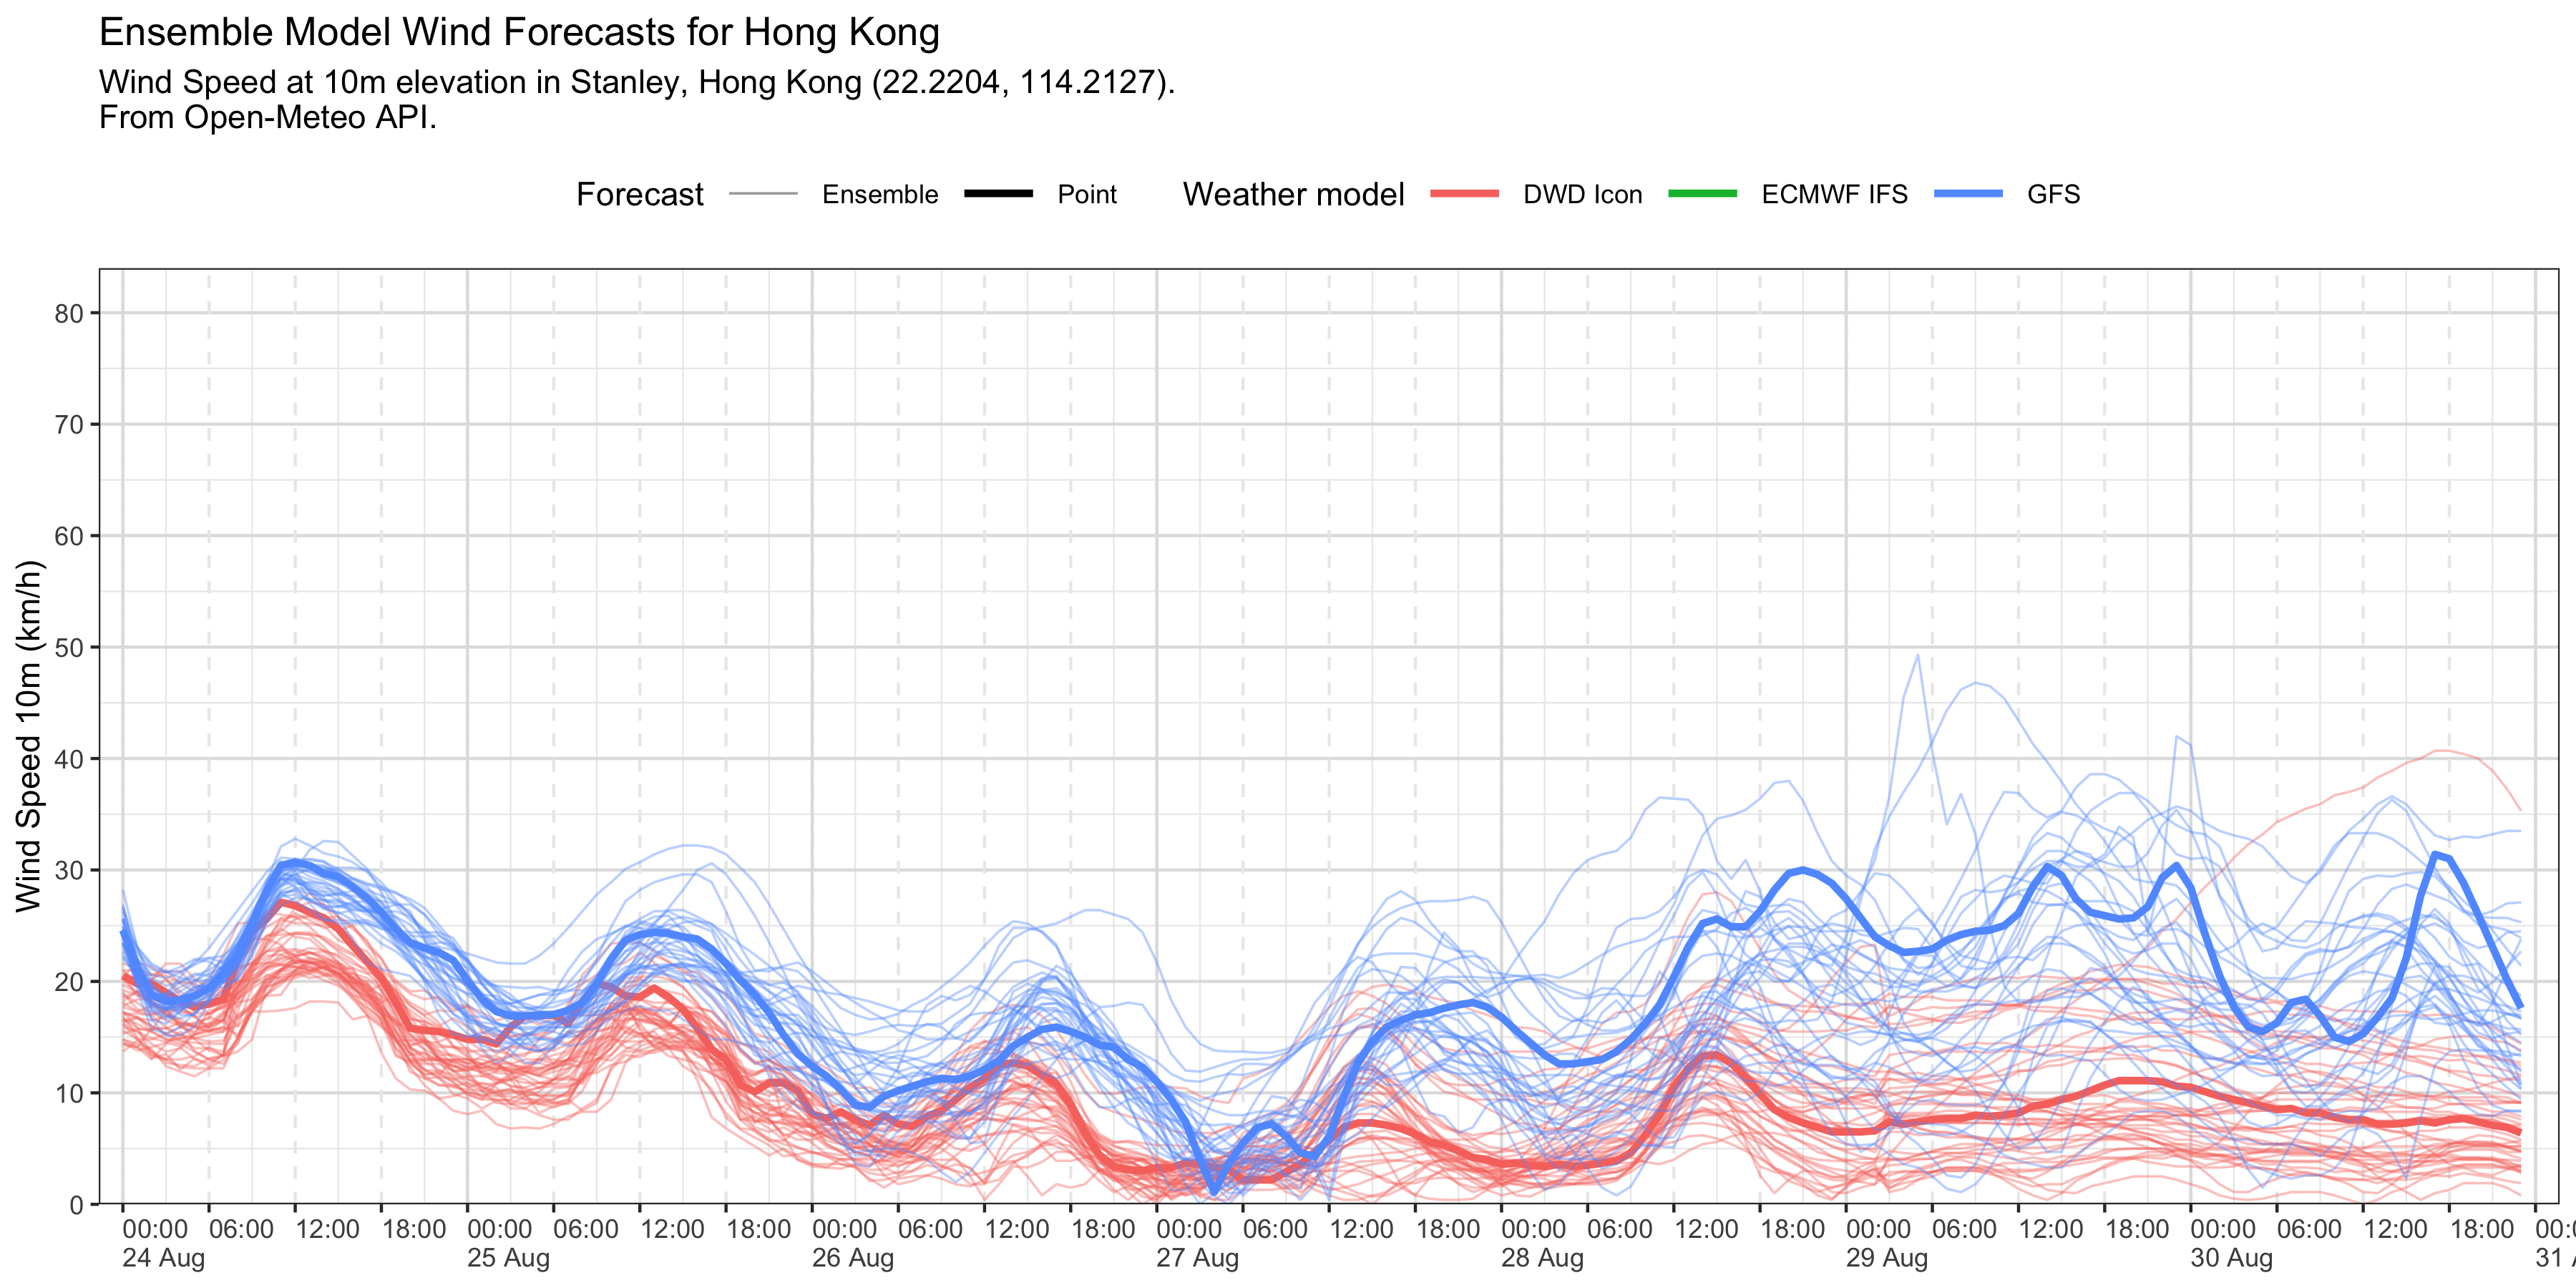 Ensemble Model Wind Forecasts for Hong Kong
Wind Speed at 10m elevation in Stanley, Hong Kong (22.2204, 114.2127).
From Open-Meteo API.
Forecast Ensemble Point Weather model DWD Icon ECMWF IFS GFS
Wind Speed 10m (km/h)
80
70
60
50
40
30
20
10
0
00:00 06:00 12:00 18:00 00:00 06:00 12:00 18:00 00:00 06:00 12:00 18:00 00:00 06:00 12:00 18:00 00:00 06:00 12:00 18:00 00:00 06:00 12:00 18:00 00:00 06:00 12:00 18:00 00:0
24 Aug 25 Aug 26 Aug 27 Aug 28 Aug 29 Aug 30 Aug 31 A